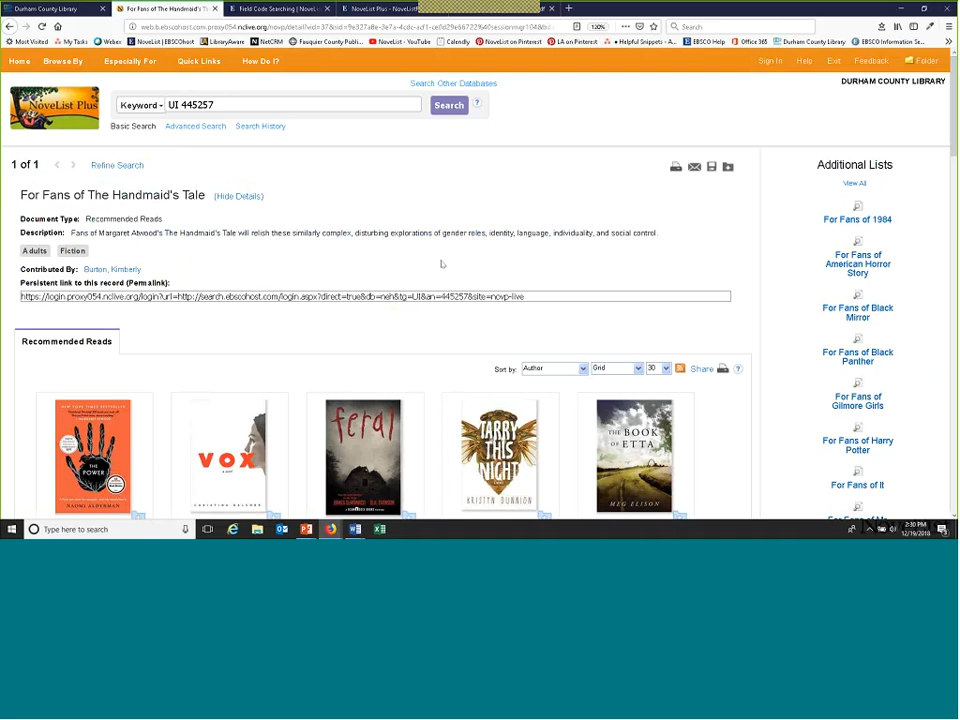 Durham County Library
For Fans of The Handmaid's T
Field Code Searching | NoveL
NoveList Plus - NoveList
120%
Search
Most Visited
My Tasks
Webex
NoveList | EBSCOhost
LibraryAware
NextCRM
Fauquier County Publi...
NoveList - YouTube
Calendly
NoveList on Pinterest
LA on Pinterest
+ Helpful Snippets - A...
EBSCO Help
Office 365
Durham County Library
EBSCO Information Se...
Home
Browse By
Especially For
Quick Links
How Do I?
Sign In
Help
Exit
Feedback
Folder
Search Other Databases
DURHAM COUNTY LIBRARY
NoveList Plus
Keyword
UI 445257
Search
Basic Search
Advanced Search
Search History
1 of 1
Refine Search
Additional Lists
View All
For Fans of The Handmaid's Tale (Hide Details)
Document Type: Recommended Reads
Description: Fans of Margaret Atwood's The Handmaid's Tale will relish these similarly complex, disturbing explorations of gender roles, identity, language, individuality, and social control.
Adults
Fiction
Contributed By: Burton, Kimberly
Persistent link to this record (Permalink):
https://login.proxy054.nclive.org/login?url=http://search.ebscohost.com/login.aspx?direct=true&db=neh&tg=UI&an=445257&site=novp-live
For Fans of 1984
For Fans of
American Horror
Story
For Fans of Black
Mirror
For Fans of Black
Panther
For Fans of
Gilmore Girls
For Fans of Harry
Potter
For Fans of It
Recommended Reads
Sort by:
Author
Grid
30
Share
THE
POWER
NAOMI ALDERMAN
VOX
feral
TARRY
THIS
NIGHT
KRISTYN DUNNION
THE BOOK
OF ETTA
MEG ELISON
Type here to search
2:30 PM
12/19/2018